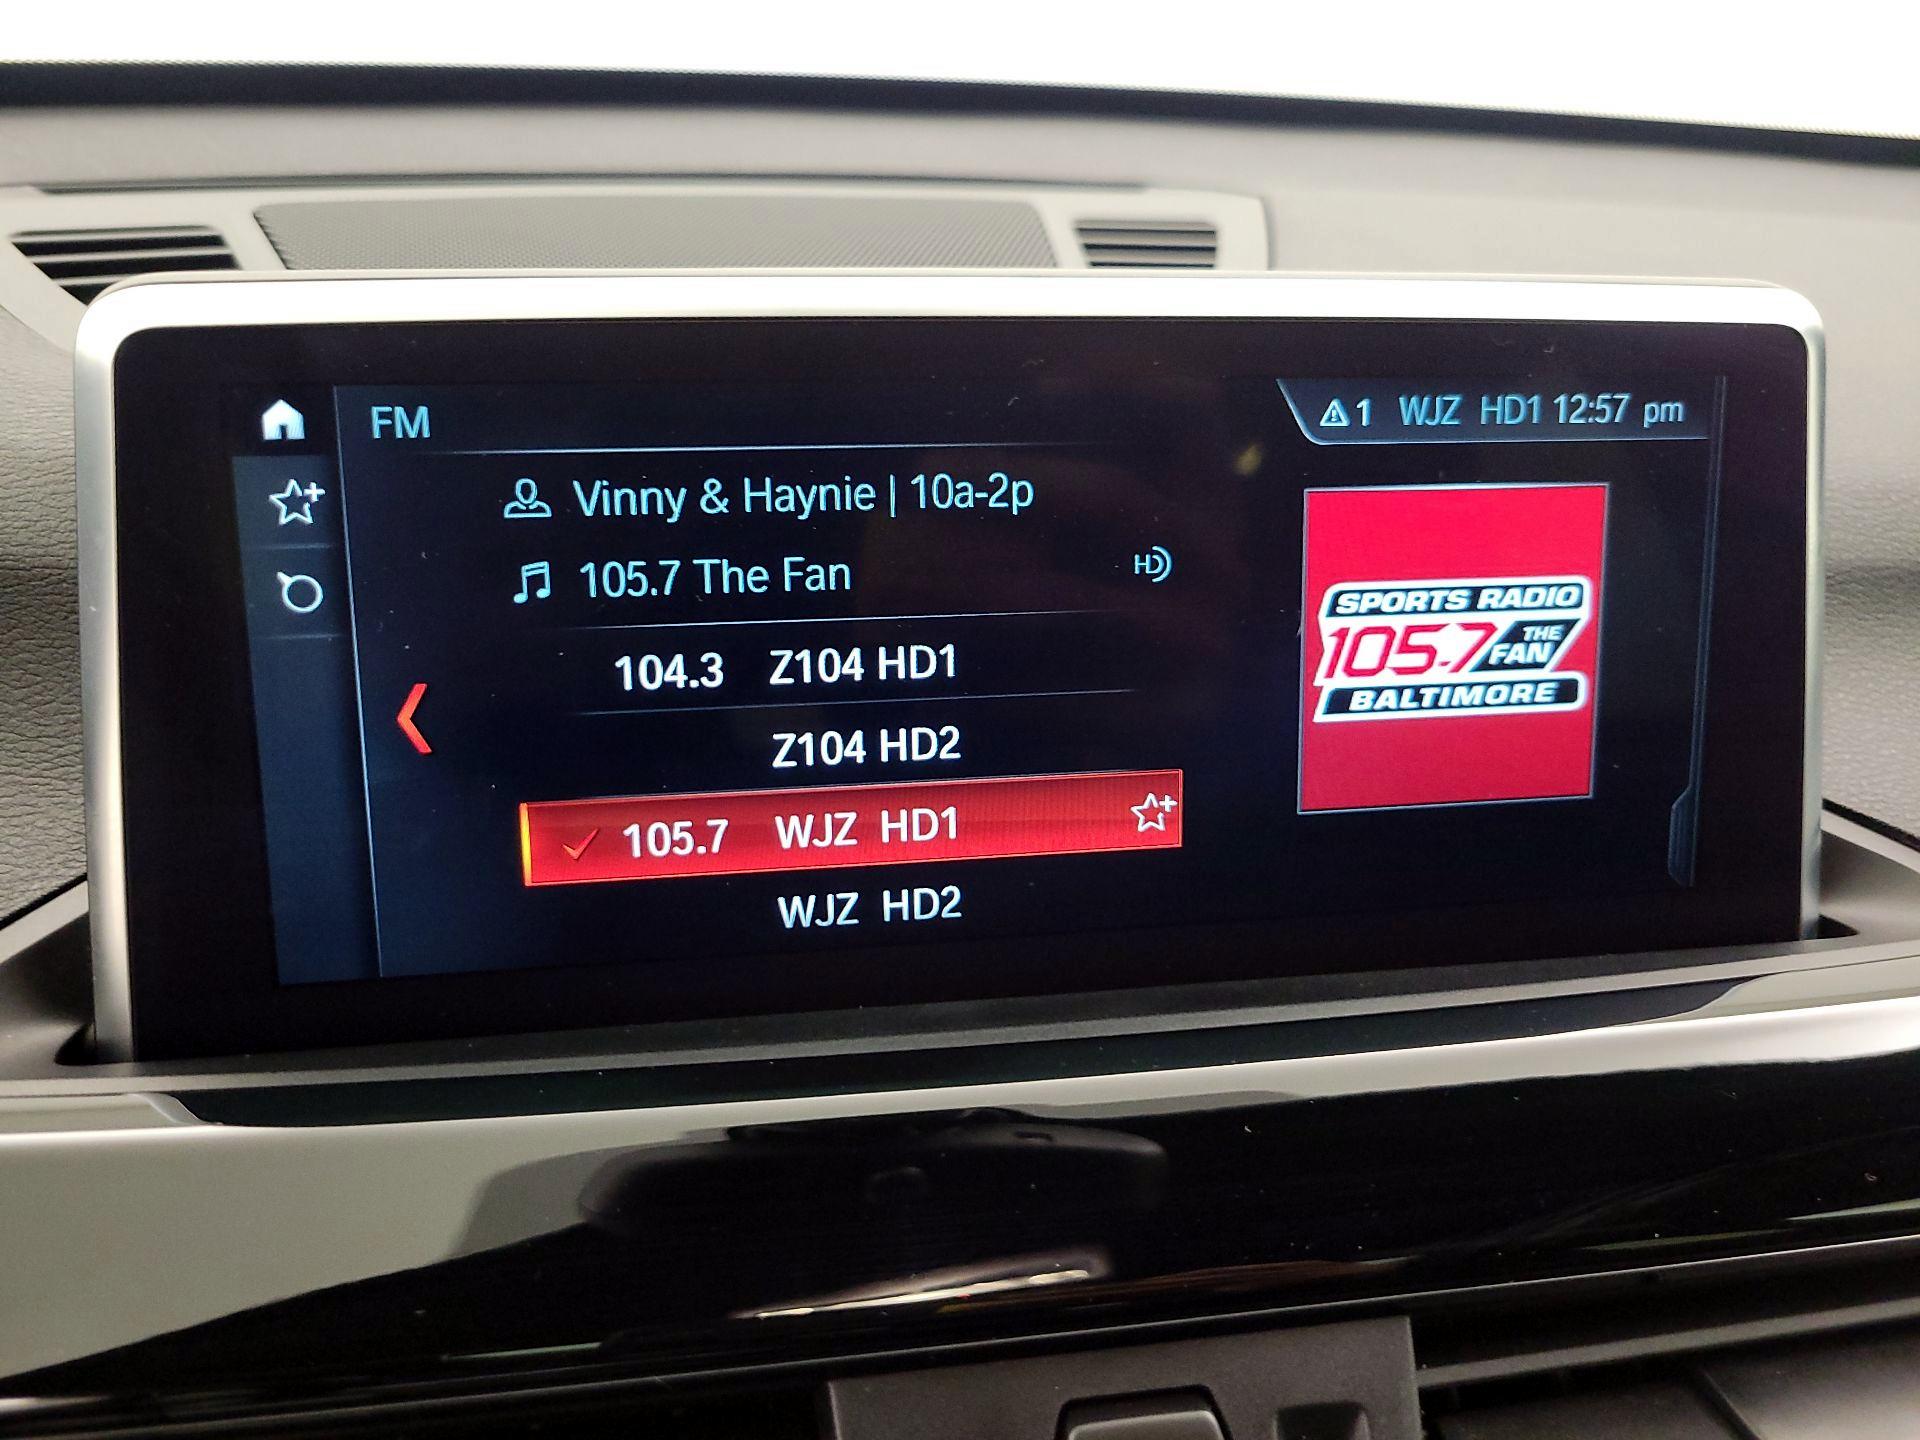 FM
1 WJZ HD1 12:57 pm
Vinny & Haynie | 10a-2p
105.7 The Fan
HD
104.3 Z104 HD1
Z104 HD2
105.7 WJZ HD1
WJZ HD2
SPORTS RADIO
105.7 THE FAN
BALTIMORE